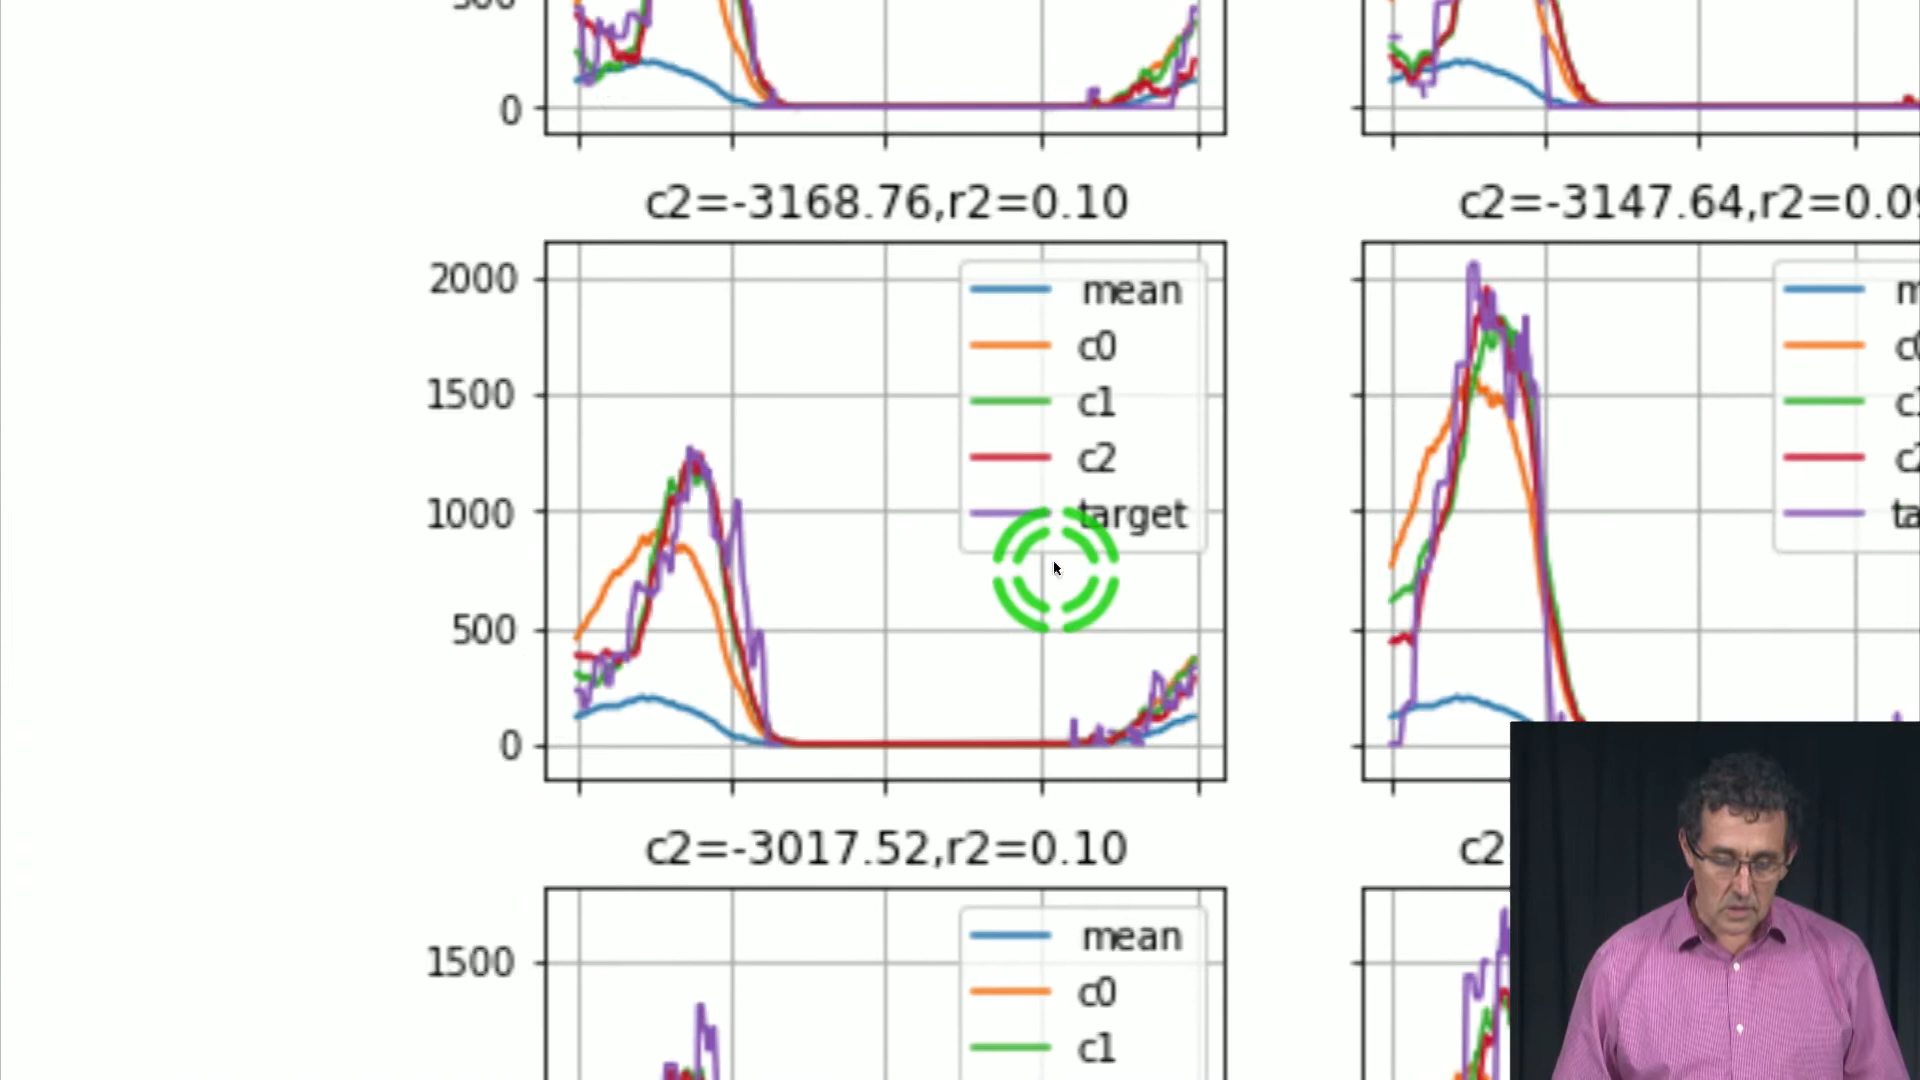 0
c2=-3168.76,r2=0.10
c2=-3147.64,r2=0.09
2000
1500
1000
500
0
mean
c0
c1
c2
target
c2=-3017.52,r2=0.10
c2
1500
mean
c0
c1